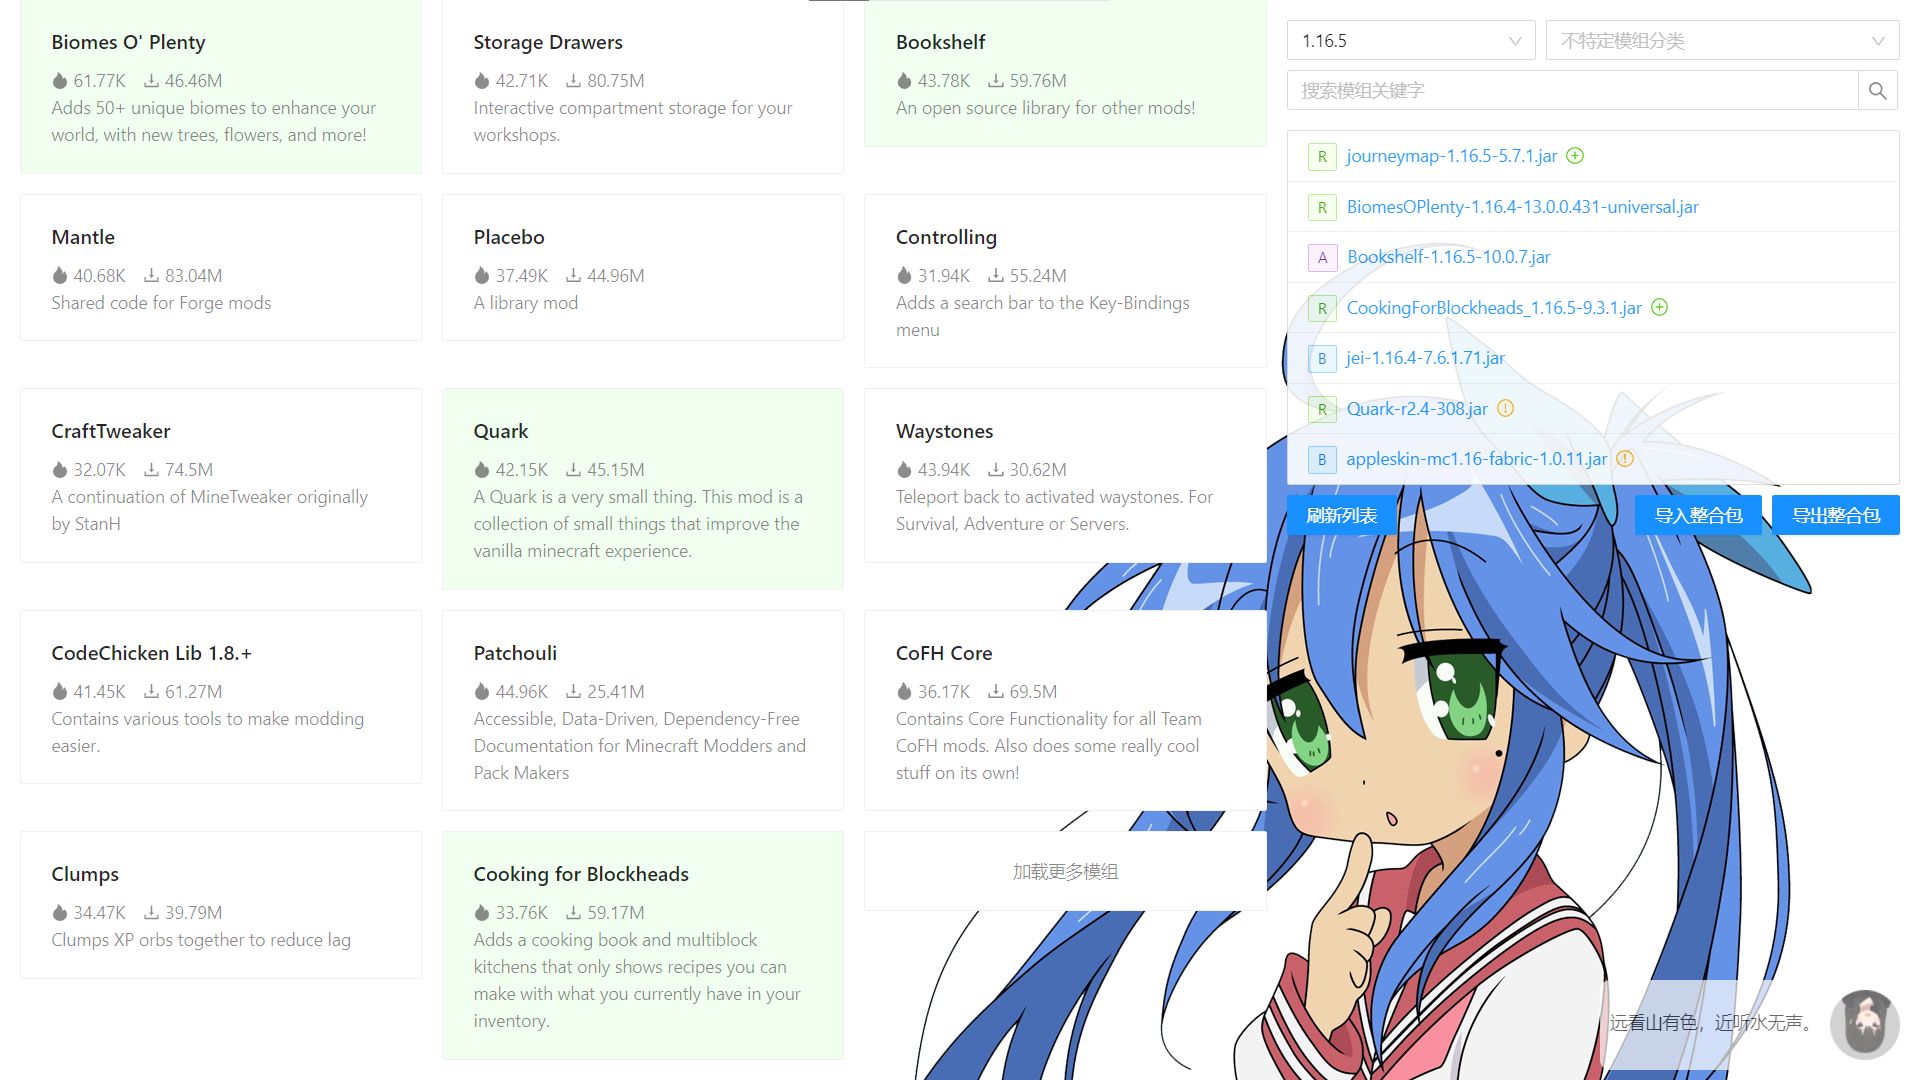 Biomes O' Plenty
61.77K 46.46M
Adds 50+ unique biomes to enhance your
world, with new trees, flowers, and more!
Storage Drawers
42.71K 80.75M
Interactive compartment storage for your
workshops.
Bookshelf
43.78K 59.76M
An open source library for other mods!
Mantle
40.68K 83.04M
Shared code for Forge mods
Placebo
37.49K 44.96M
A library mod
Controlling
31.94K 55.24M
Adds a search bar to the Key-Bindings
menu
CraftTweaker
32.07K 74.5M
A continuation of MineTweaker originally
by StanH
Quark
42.15K 45.15M
A Quark is a very small thing. This mod is a
collection of small things that improve the
vanilla minecraft experience.
Waystones
43.94K 30.62M
Teleport back to activated waystones. For
Survival, Adventure or Servers.
CodeChicken Lib 1.8.+
41.45K 61.27M
Contains various tools to make modding
easier.
Patchouli
44.96K 25.41M
Accessible, Data-Driven, Dependency-Free
Documentation for Minecraft Modders and
Pack Makers
CoFH Core
36.17K 69.5M
Contains Core Functionality for all Team
CoFH mods. Also does some really cool
stuff on its own!
Clumps
34.47K 39.79M
Clumps XP orbs together to reduce lag
Cooking for Blockheads
33.76K 59.17M
Adds a cooking book and multiblock
kitchens that only shows recipes you can
make with what you currently have in your
inventory.
加载更多模组
1.16.5 不特定模组分类
搜索模组关键字
R journeymap-1.16.5-5.7.1.jar
R BiomesOPlenty-1.16.4-13.0.0.431-universal.jar
A Bookshelf-1.16.5-10.0.7.jar
R CookingForBlockheads_1.16.5-9.3.1.jar
B jei-1.16.4-7.6.1.71.jar
R Quark-r2.4-308.jar
B appleskin-mc1.16-fabric-1.0.11.jar
刷新列表 导入整合包 导出整合包
远看山有色，近听水无声。